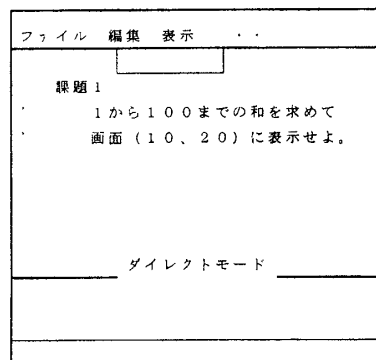 ファイル 編集 表示 ・・
課題1
' 1から100までの和を求めて
' 画面(10、20)に表示せよ。
ダイレクトモード